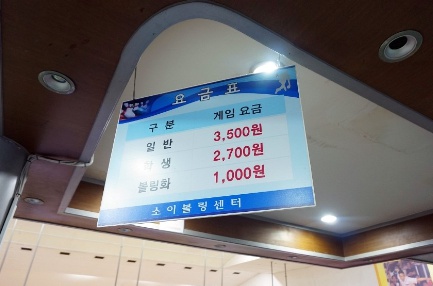 요금표
구 분 게임 요금
일 반 3,500원
학 생 2,700원
볼링화 1,000원
소이볼링센터